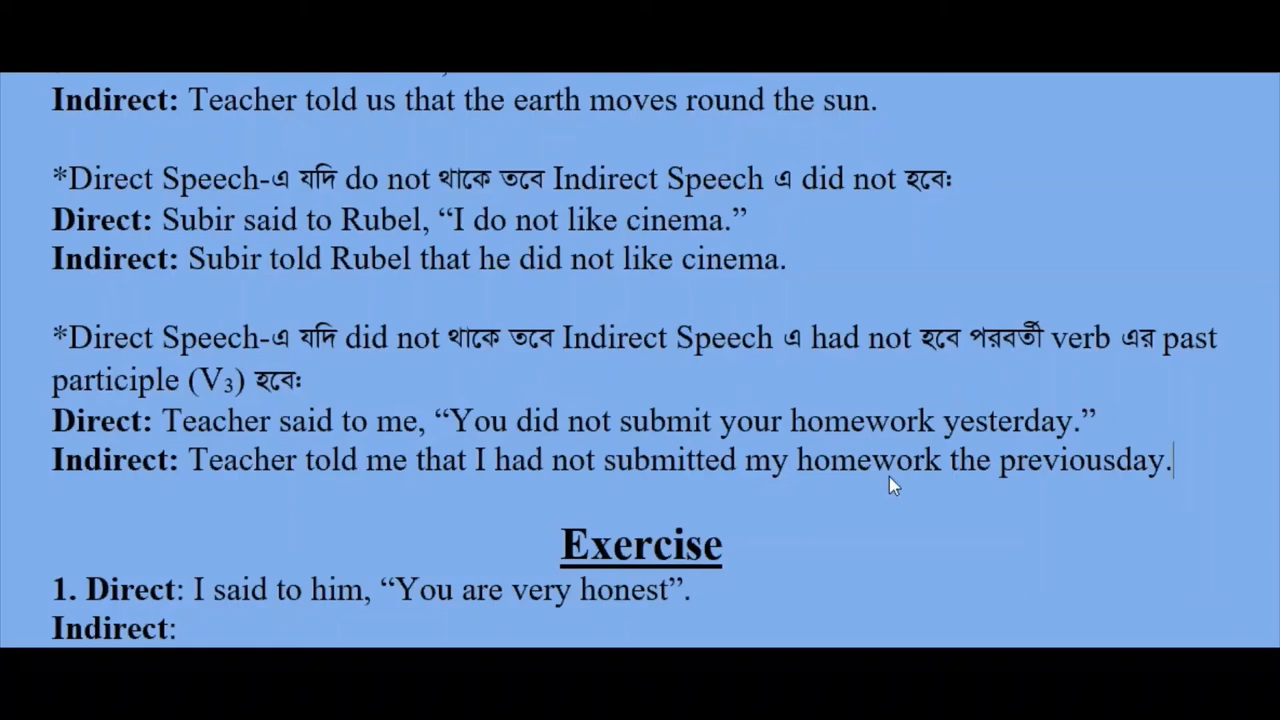 Indirect: Teacher told us that the earth moves round the sun.
*Direct Speech-এ যদি do not থাকে তবে Indirect Speech এ did not হবেঃ
Direct: Subir said to Rubel, “I do not like cinema.”
Indirect: Subir told Rubel that he did not like cinema.
*Direct Speech-এ যদি did not থাকে তবে Indirect Speech এ had not হবে পরবর্তী verb এর past
participle (V₃) হবেঃ
Direct: Teacher said to me, “You did not submit your homework yesterday.”
Indirect: Teacher told me that I had not submitted my homework the previousday.
Exercise
1. Direct: I said to him, “You are very honest”.
Indirect: